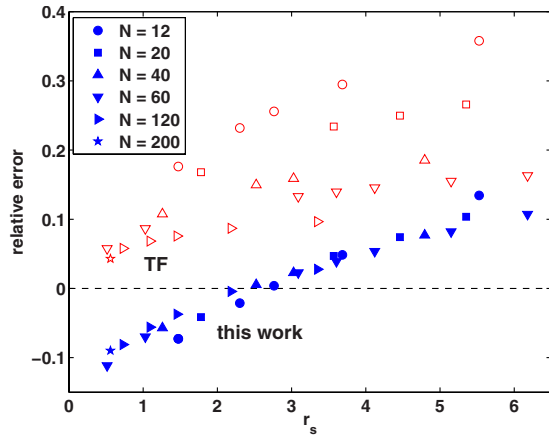 0.4
0.3
0.2
0.1
0
−0.1
relative error
N = 12
N = 20
N = 40
N = 60
N = 120
N = 200
TF
this work
0 1 2 3 4 5 6
r_s